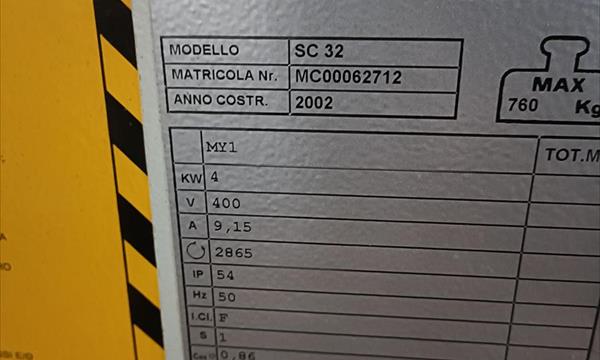 MODELLO SC 32
MATRICOLA Nr. MC00062712
ANNO COSTR. 2002
MAX
760 Kg
MY1 TOT.M
KW 4
V 400
A 9,15
2865
IP 54
Hz 50
I.Cl. F
S 1
Cos 0,86